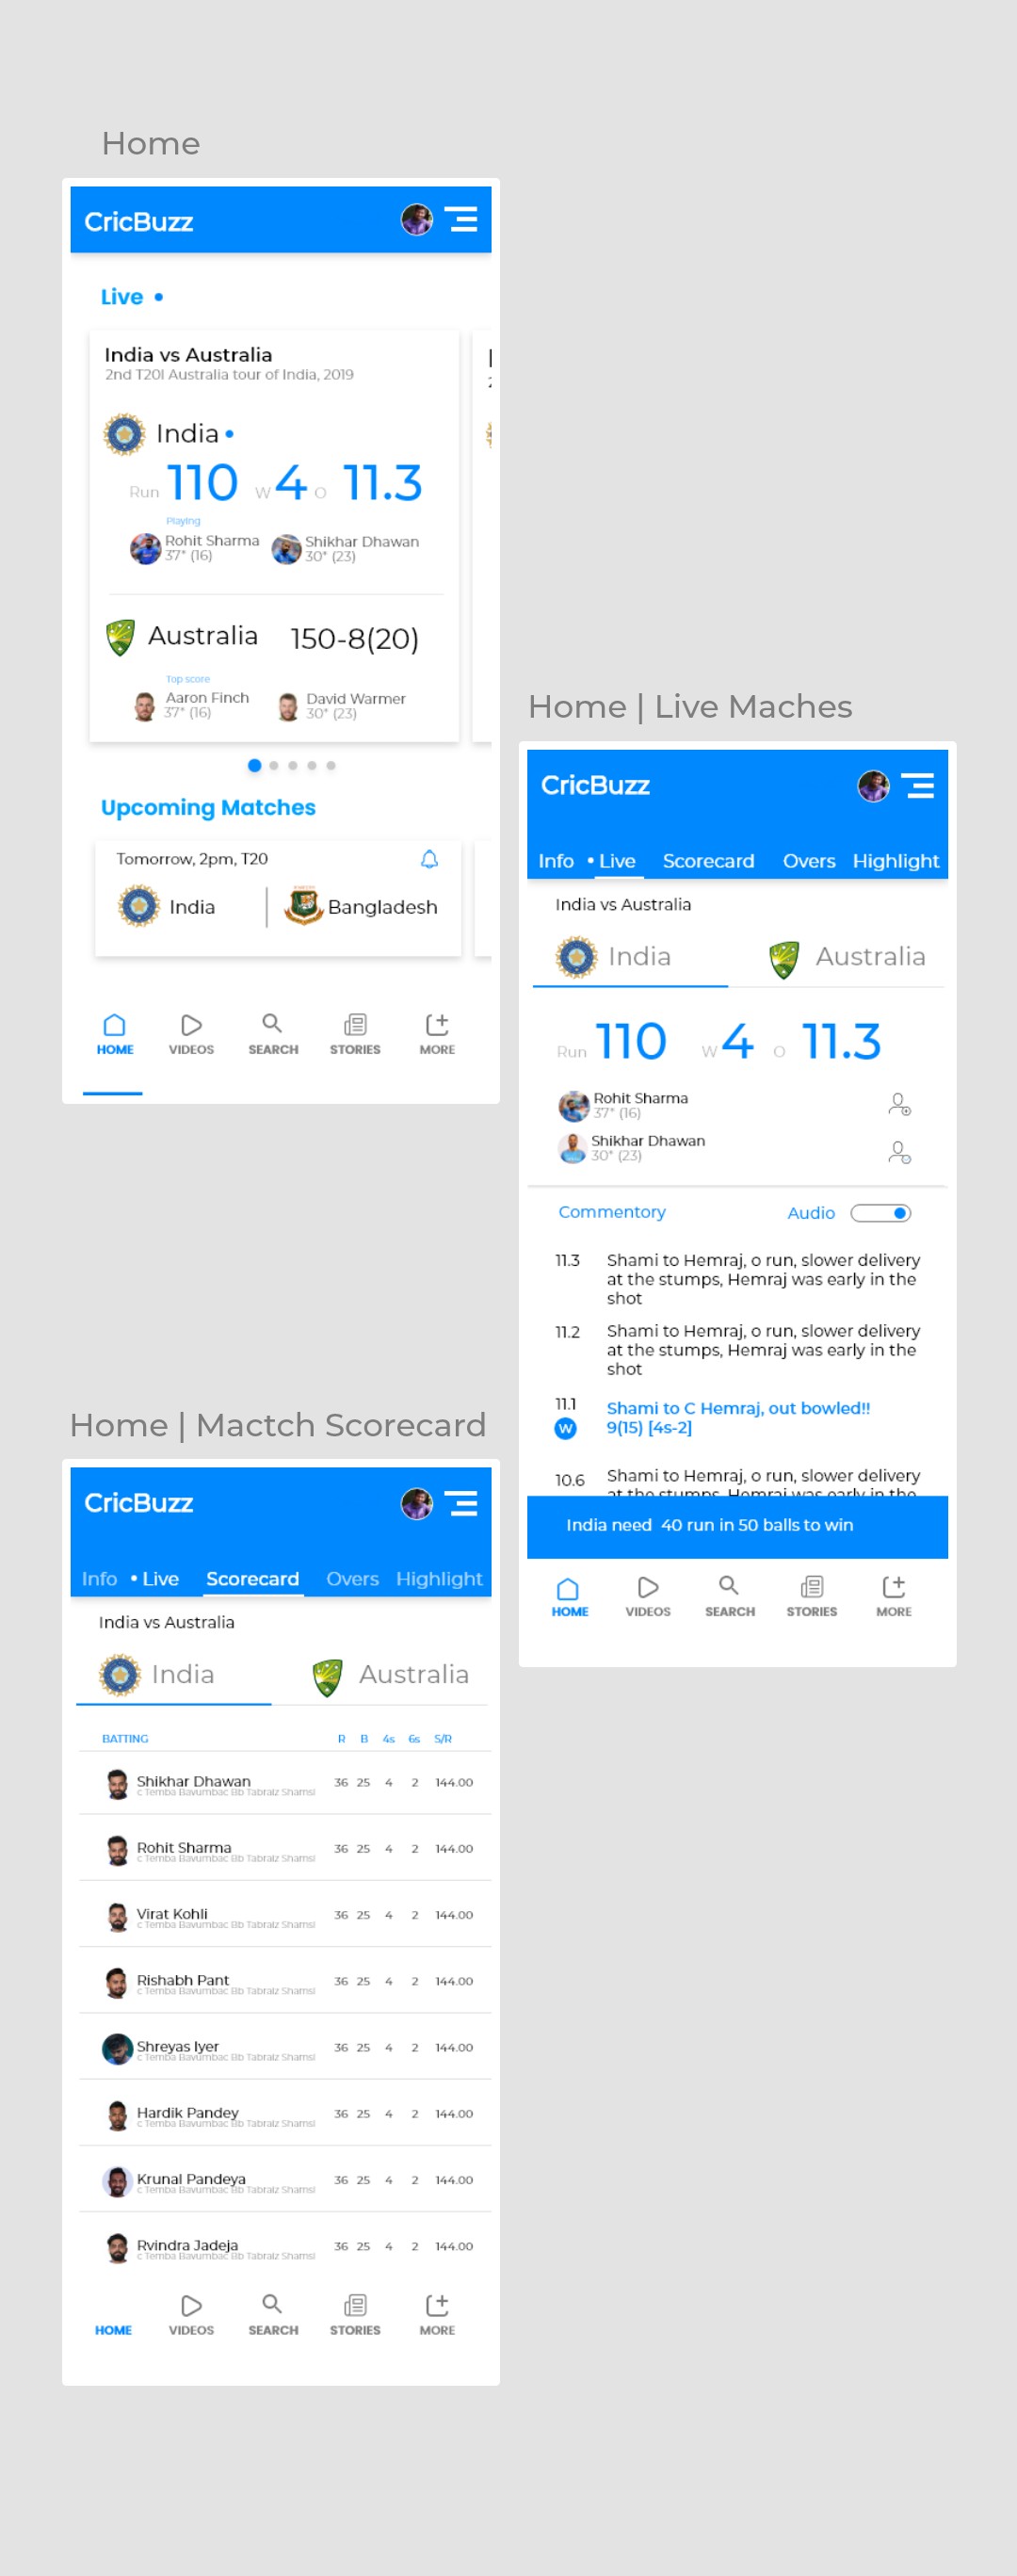 Home
CricBuzz
Live
India vs Australia
2nd T20I Australia tour of India, 2019
India
Run 110 W 4 O 11.3
Playing
Rohit Sharma
37* (16)
Shikhar Dhawan
30* (23)
Australia 150-8(20)
Top score
Aaron Finch
37* (16)
David Warmer
30* (23)
Upcoming Matches
Tomorrow, 2pm, T20
India Bangladesh
HOME VIDEOS SEARCH STORIES MORE
Home | Live Maches
CricBuzz
Info • Live Scorecard Overs Highlight
India vs Australia
India Australia
Run 110 W 4 O 11.3
Rohit Sharma
37* (16)
Shikhar Dhawan
30* (23)
Commentory Audio
11.3 Shami to Hemraj, o run, slower delivery
at the stumps, Hemraj was early in the
shot
11.2 Shami to Hemraj, o run, slower delivery
at the stumps, Hemraj was early in the
shot
11.1 Shami to C Hemraj, out bowled!!
W 9(15) [4s-2]
10.6 Shami to Hemraj, o run, slower delivery
at the stumps, Hemraj was early in the
India need 40 run in 50 balls to win
HOME VIDEOS SEARCH STORIES MORE
Home | Mactch Scorecard
CricBuzz
Info • Live Scorecard Overs Highlight
India vs Australia
India Australia
BATTING R B 4s 6s S/R
Shikhar Dhawan 36 25 4 2 144.00
c Temba Bavumbac Bb Tabraiz Shamsi
Rohit Sharma 36 25 4 2 144.00
c Temba Bavumbac Bb Tabraiz Shamsi
Virat Kohli 36 25 4 2 144.00
c Temba Bavumbac Bb Tabraiz Shamsi
Rishabh Pant 36 25 4 2 144.00
c Temba Bavumbac Bb Tabraiz Shamsi
Shreyas Iyer 36 25 4 2 144.00
c Temba Bavumbac Bb Tabraiz Shamsi
Hardik Pandey 36 25 4 2 144.00
c Temba Bavumbac Bb Tabraiz Shamsi
Krunal Pandeya 36 25 4 2 144.00
c Temba Bavumbac Bb Tabraiz Shamsi
Rvindra Jadeja 36 25 4 2 144.00
c Temba Bavumbac Bb Tabraiz Shamsi
HOME VIDEOS SEARCH STORIES MORE